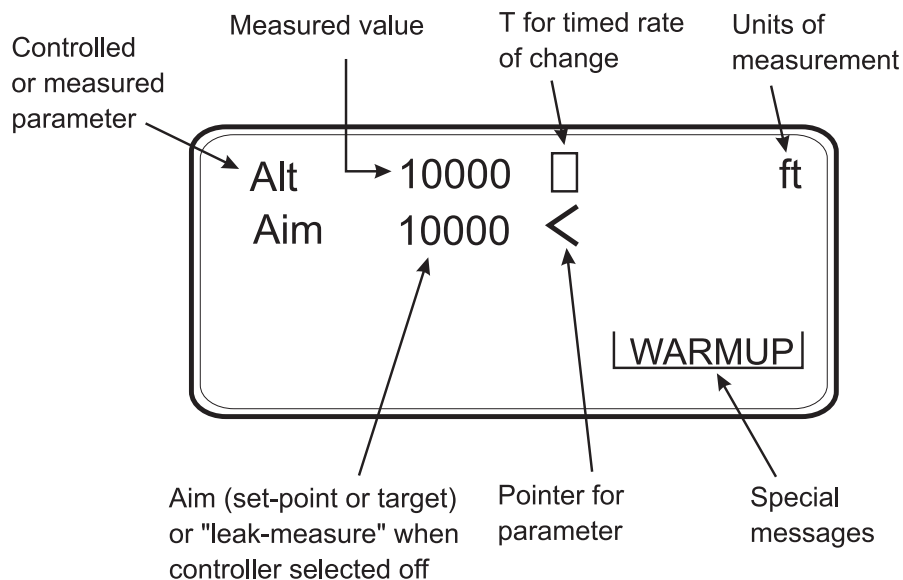 Controlled
or measured
parameter
Measured value
T for timed rate
of change
Units of
measurement
Alt 10000 ft
Aim 10000 <
WARMUP
Aim (set-point or target)
or "leak-measure" when
controller selected off
Pointer for
parameter
Special
messages